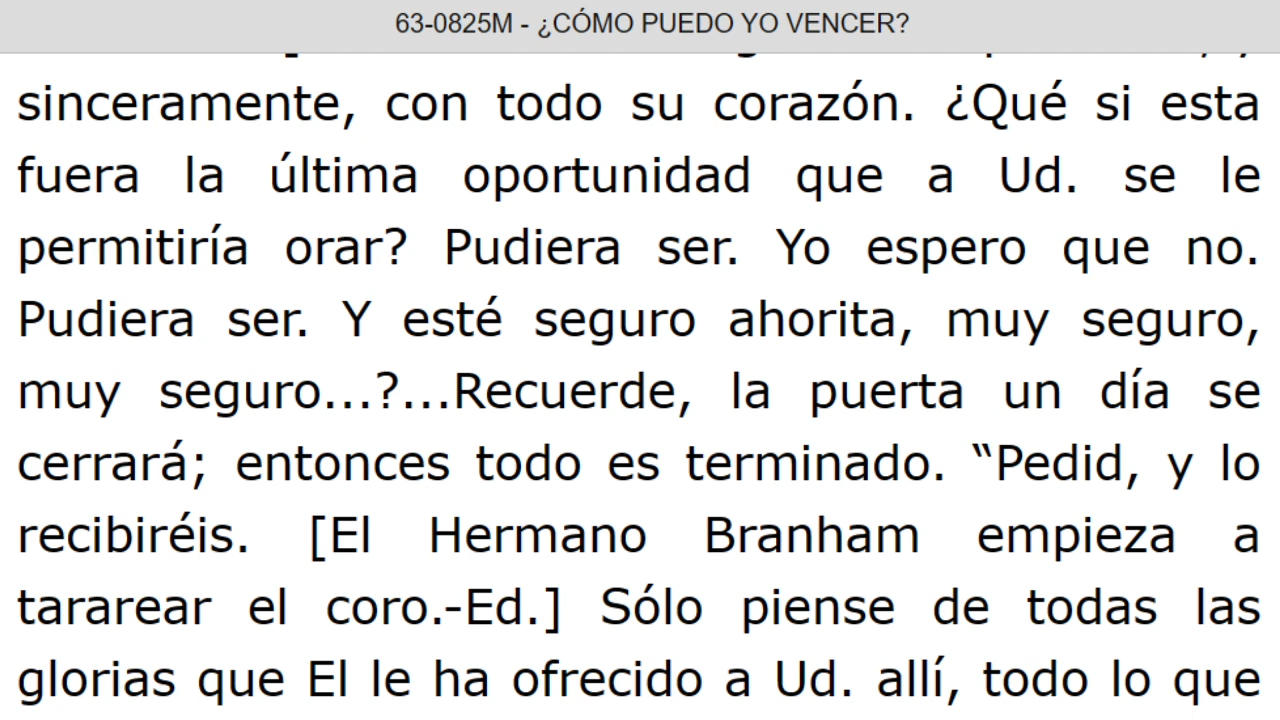 63-0825M - ¿CÓMO PUEDO YO VENCER?
sinceramente, con todo su corazón. ¿Qué si esta
fuera la última oportunidad que a Ud. se le
permitiría orar? Pudiera ser. Yo espero que no.
Pudiera ser. Y esté seguro ahorita, muy seguro,
muy seguro...?...Recuerde, la puerta un día se
cerrará; entonces todo es terminado. “Pedid, y lo
recibiréis. [El Hermano Branham empieza a
tararear el coro.-Ed.] Sólo piense de todas las
glorias que El le ha ofrecido a Ud. allí, todo lo que